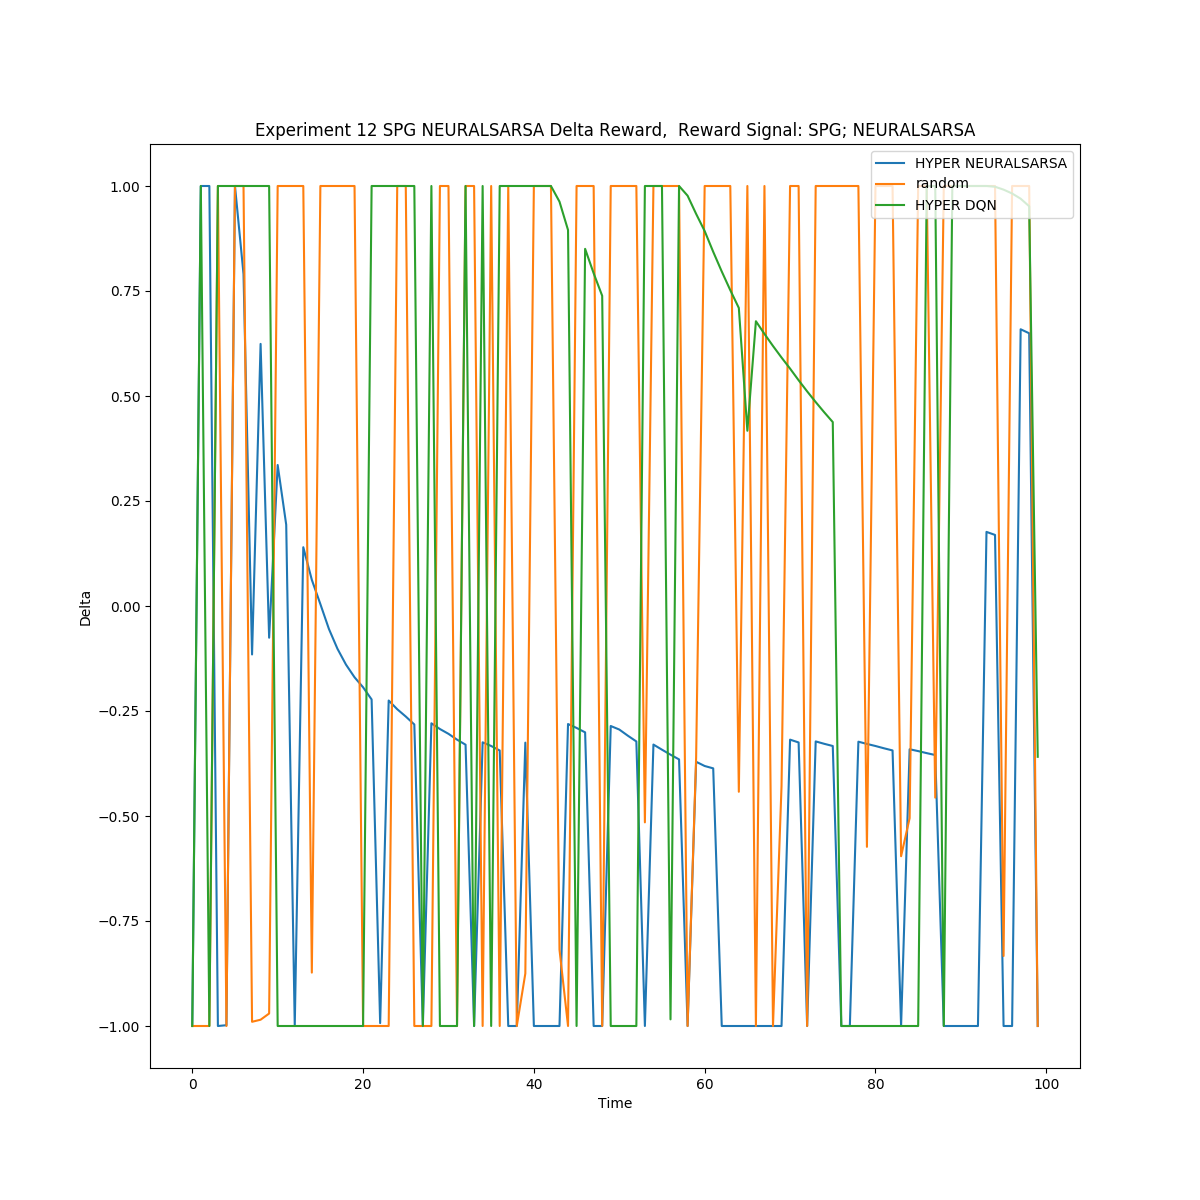 Experiment 12 SPG NEURALSARSA Delta Reward,  Reward Signal: SPG; NEURALSARSA
HYPER NEURALSARSA
random
HYPER DQN
1.00
0.75
0.50
0.25
0.00
−0.25
−0.50
−0.75
−1.00
Delta
0 20 40 60 80 100
Time